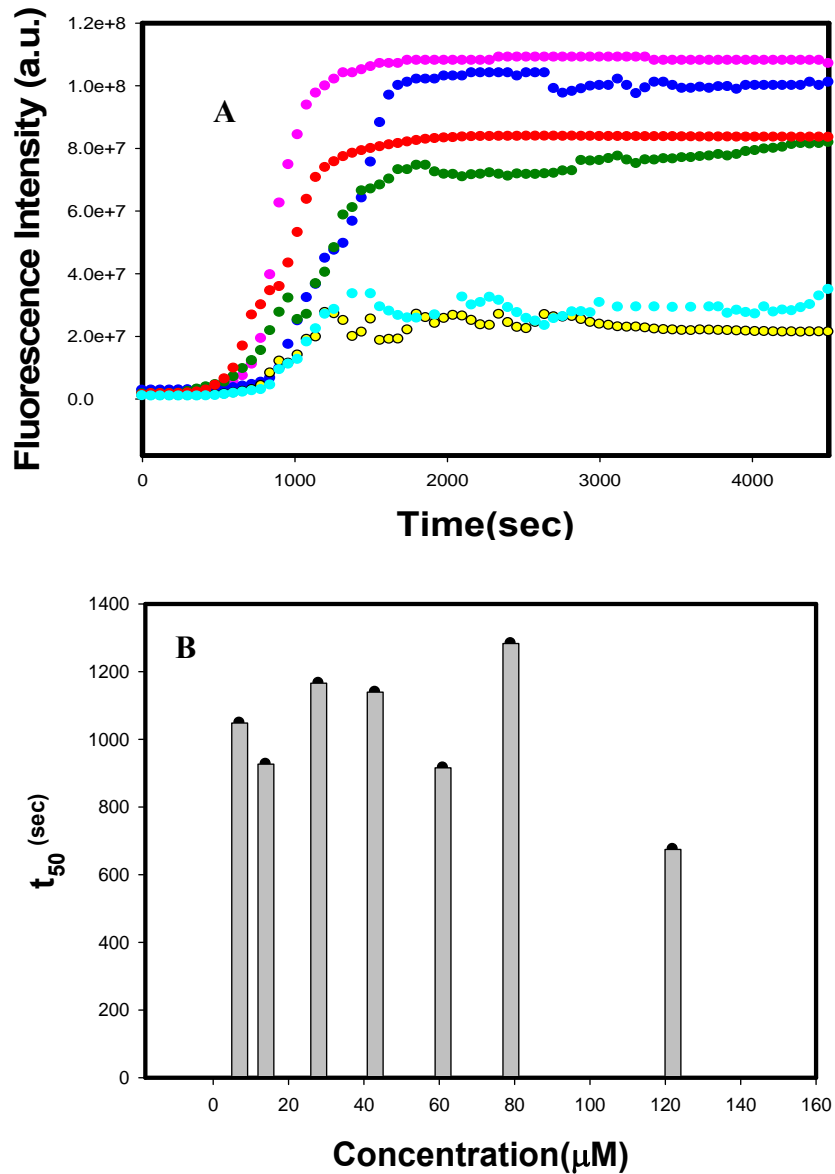 1.2e+8
A
1.0e+8
8.0e+7
6.0e+7
4.0e+7
2.0e+7
0.0
Fluorescence Intensity (a.u.)
0 1000 2000 3000 4000
Time(sec)
1400
B
1200
1000
800
600
400
200
0
t50 (sec)
0 20 40 60 80 100 120 140 160
Concentration(μM)